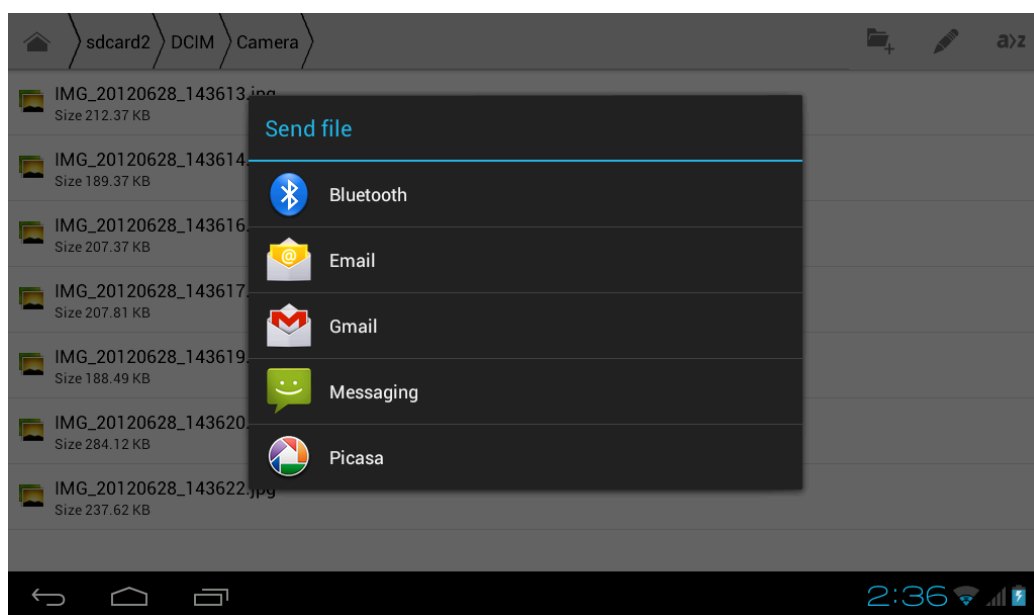 sdcard2 DCIM Camera a>z
IMG_20120628_143613.jpg
Size 212.37 KB
IMG_20120628_143614.
Size 189.37 KB
IMG_20120628_143616.
Size 207.37 KB
IMG_20120628_143617.
Size 207.81 KB
IMG_20120628_143619.
Size 188.49 KB
IMG_20120628_143620.
Size 284.12 KB
IMG_20120628_143622.jpg
Size 237.62 KB
Send file
Bluetooth
@
Email
Gmail
Messaging
Picasa
2:36